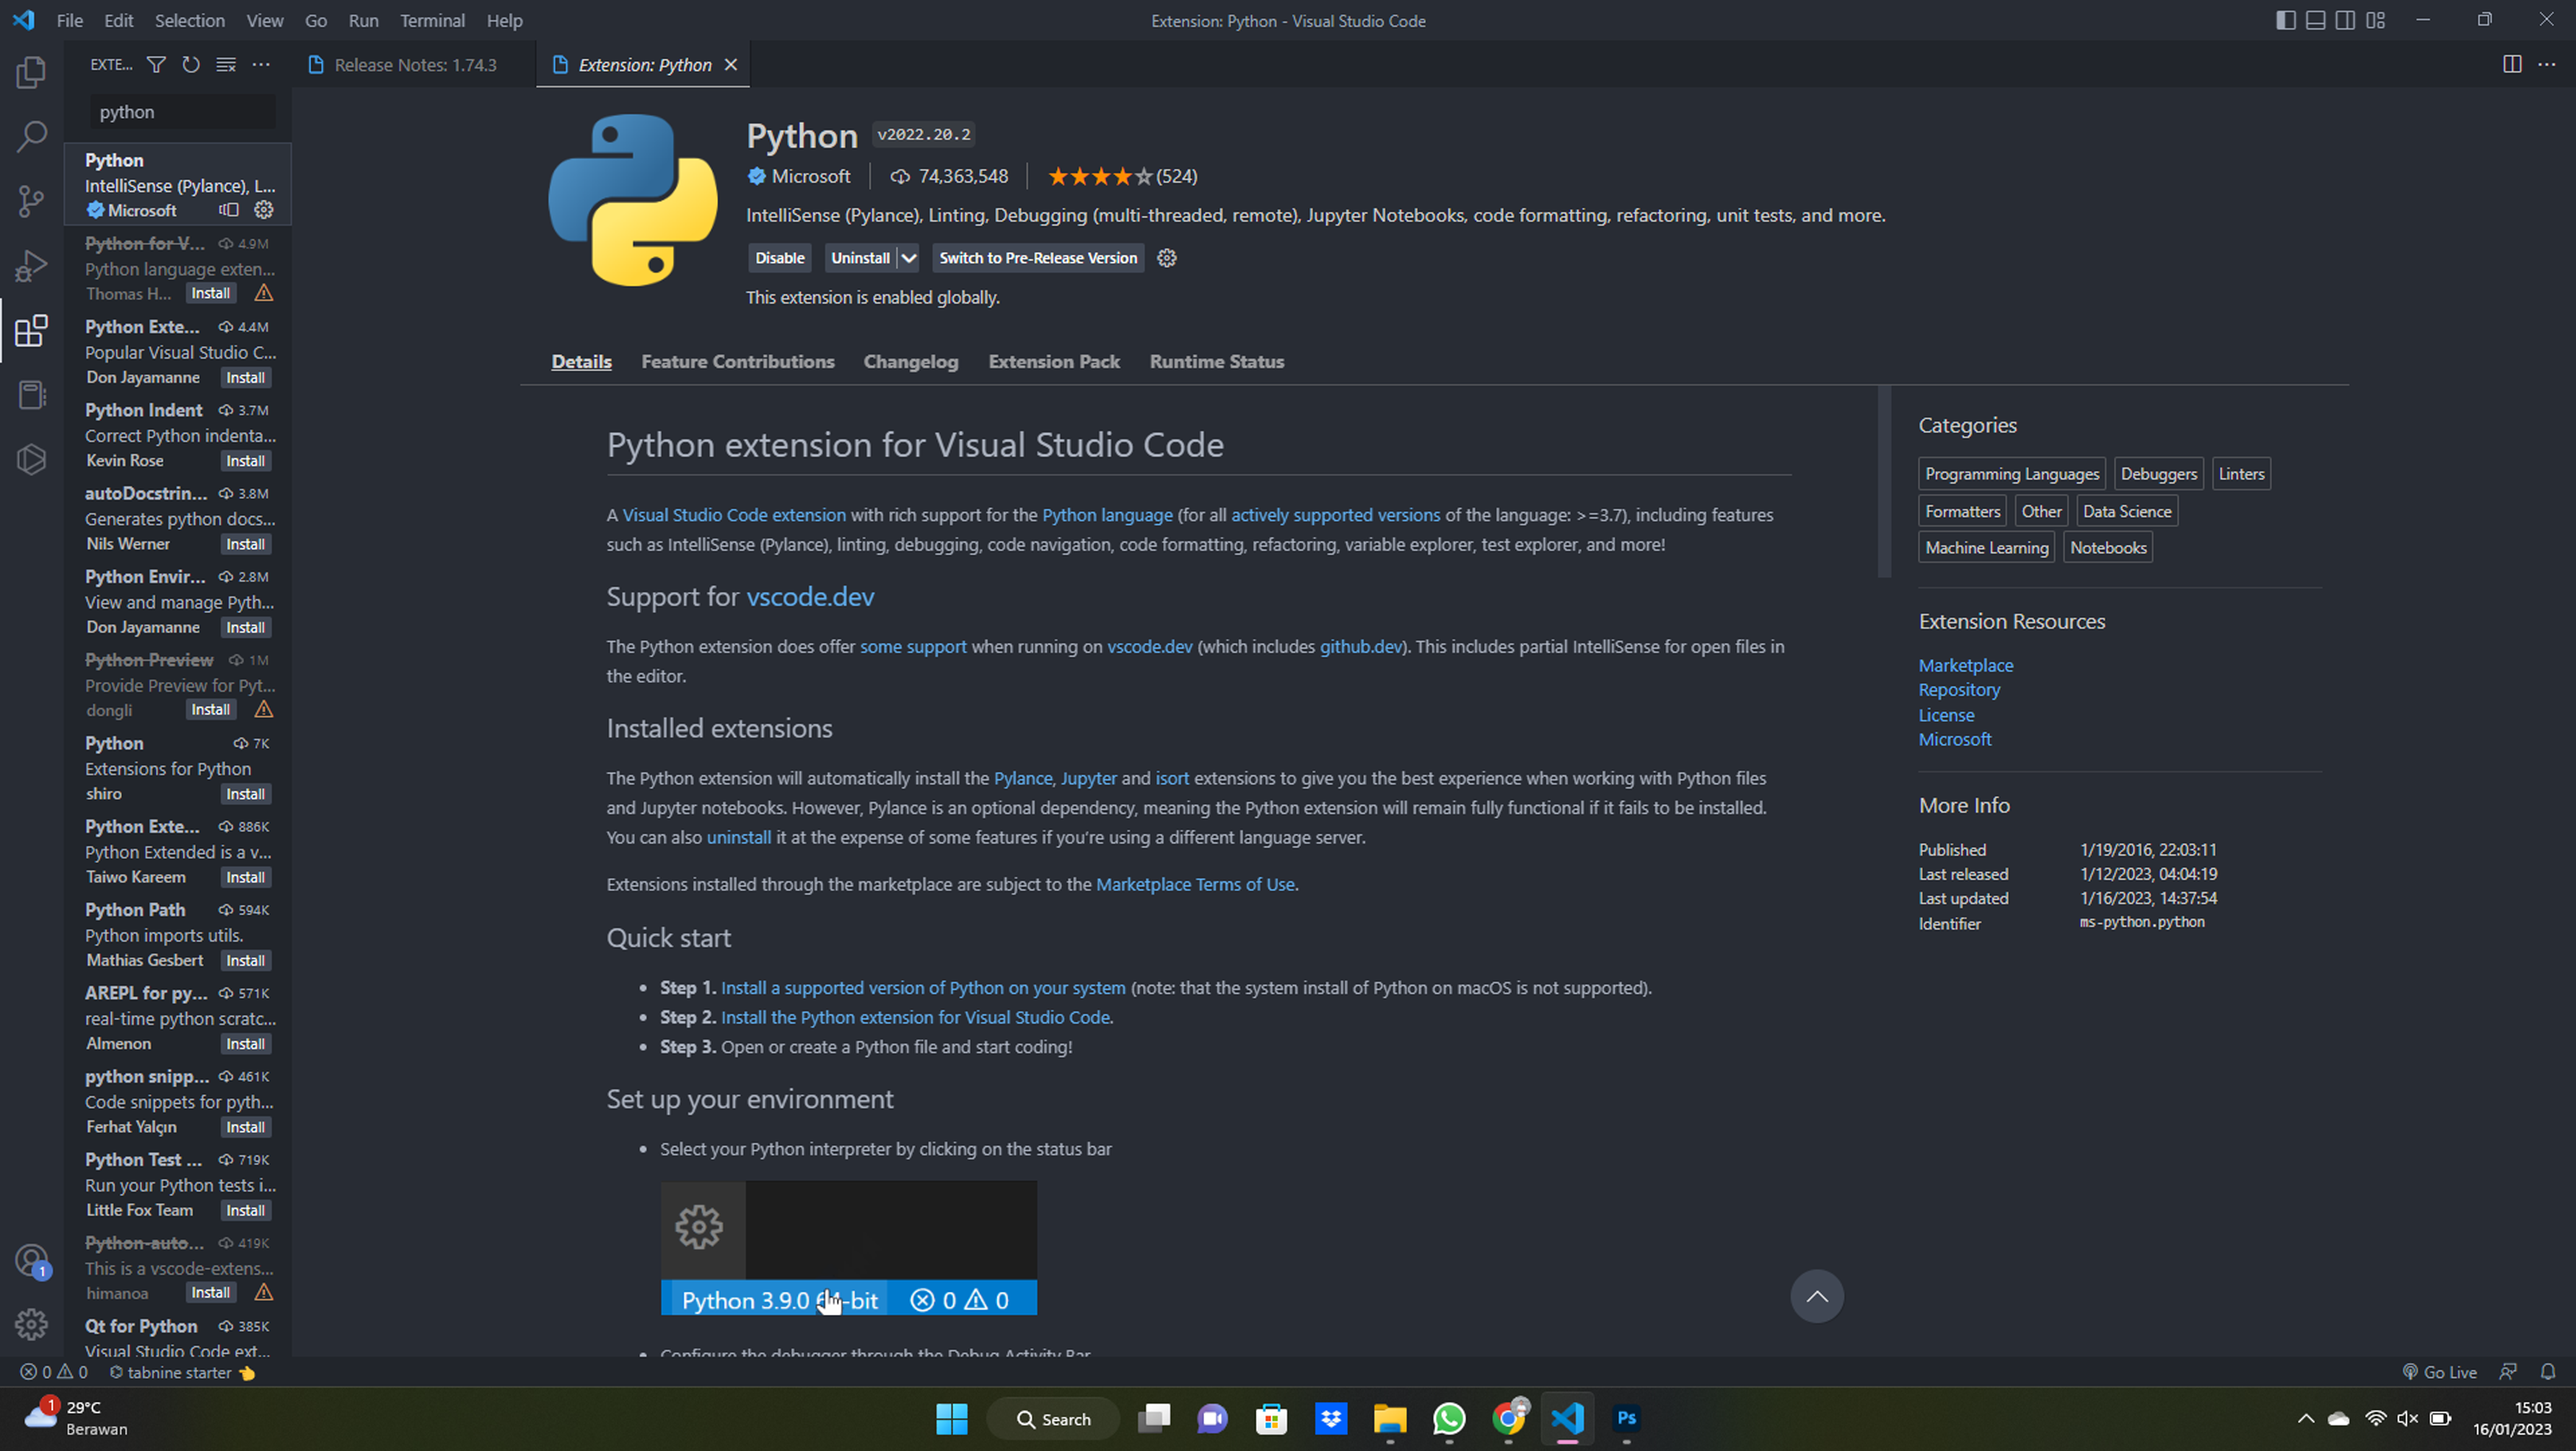 File Edit Selection View Go Run Terminal Help
Extension: Python - Visual Studio Code
EXTE...
Release Notes: 1.74.3
Extension: Python
python
Python
IntelliSense (Pylance), L...
Microsoft
Python for V... 4.9M
Python language exten...
Thomas H... Install
Python Exte... 4.4M
Popular Visual Studio C...
Don Jayamanne Install
Python Indent 3.7M
Correct Python indenta...
Kevin Rose Install
autoDocstrin... 3.8M
Generates python docs...
Nils Werner Install
Python Envir... 2.8M
View and manage Pyth...
Don Jayamanne Install
Python Preview 1M
Provide Preview for Pyt...
dongli Install
Python 7K
Extensions for Python
shiro Install
Python Exte... 886K
Python Extended is a v...
Taiwo Kareem Install
Python Path 594K
Python imports utils.
Mathias Gesbert Install
AREPL for py... 571K
real-time python scratc...
Almenon Install
python snipp... 461K
Code snippets for pyth...
Ferhat Yalçın Install
Python Test ... 719K
Run your Python tests i...
Little Fox Team Install
Python-auto... 419K
This is a vscode-extens...
himanoa Install
Qt for Python 385K
Visual Studio Code ext...
Python v2022.20.2
Microsoft 74,363,548 (524)
IntelliSense (Pylance), Linting, Debugging (multi-threaded, remote), Jupyter Notebooks, code formatting, refactoring, unit tests, and more.
Disable Uninstall Switch to Pre-Release Version
This extension is enabled globally.
Details Feature Contributions Changelog Extension Pack Runtime Status
Python extension for Visual Studio Code
A Visual Studio Code extension with rich support for the Python language (for all actively supported versions of the language: >=3.7), including features
such as IntelliSense (Pylance), linting, debugging, code navigation, code formatting, refactoring, variable explorer, test explorer, and more!
Support for vscode.dev
The Python extension does offer some support when running on vscode.dev (which includes github.dev). This includes partial IntelliSense for open files in
the editor.
Installed extensions
The Python extension will automatically install the Pylance, Jupyter and isort extensions to give you the best experience when working with Python files
and Jupyter notebooks. However, Pylance is an optional dependency, meaning the Python extension will remain fully functional if it fails to be installed.
You can also uninstall it at the expense of some features if you're using a different language server.
Extensions installed through the marketplace are subject to the Marketplace Terms of Use.
Quick start
Step 1. Install a supported version of Python on your system (note: that the system install of Python on macOS is not supported).
Step 2. Install the Python extension for Visual Studio Code.
Step 3. Open or create a Python file and start coding!
Set up your environment
Select your Python interpreter by clicking on the status bar
Python 3.9.0 64-bit 0 0
Configure the debugger through the Debug Activity Bar
Categories
Programming Languages Debuggers Linters
Formatters Other Data Science
Machine Learning Notebooks
Extension Resources
Marketplace
Repository
License
Microsoft
More Info
Published 1/19/2016, 22:03:11
Last released 1/12/2023, 04:04:19
Last updated 1/16/2023, 14:37:54
Identifier ms-python.python
1
0 0 tabnine starter
Go Live
1
29°C
Berawan
Search
Ps
15:03
16/01/2023